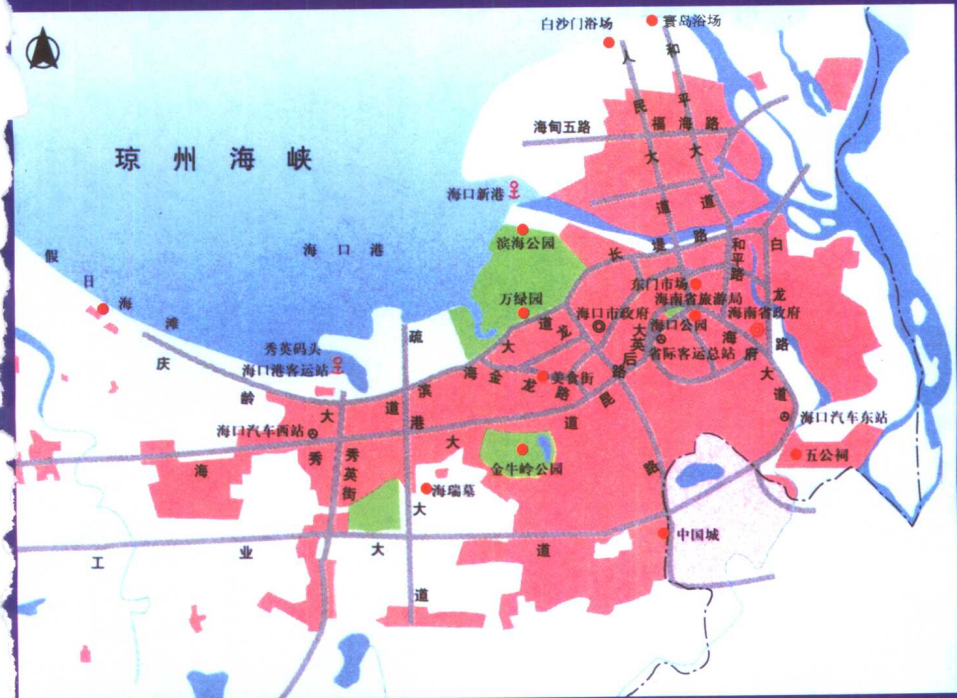 白沙门浴场
寰岛浴场
人民大道
和平大道
海甸五路
福海路
琼州海峡
海口新港
滨海公园
海口港
长堤路
和平路
白龙路
假日海滩
东门市场
海南省旅游局
万绿园
海口市政府
海口公园
海南省政府
省际客运总站
大英后路
海府大道
龙昆路
滨海大道
金龙路
美食街
疏港大道
庆龄大道
秀英码头
海口港客运站
海口汽车西站
海口汽车东站
五公祠
金牛岭公园
海瑞墓
海秀大道
秀英街
中国城
工业大道